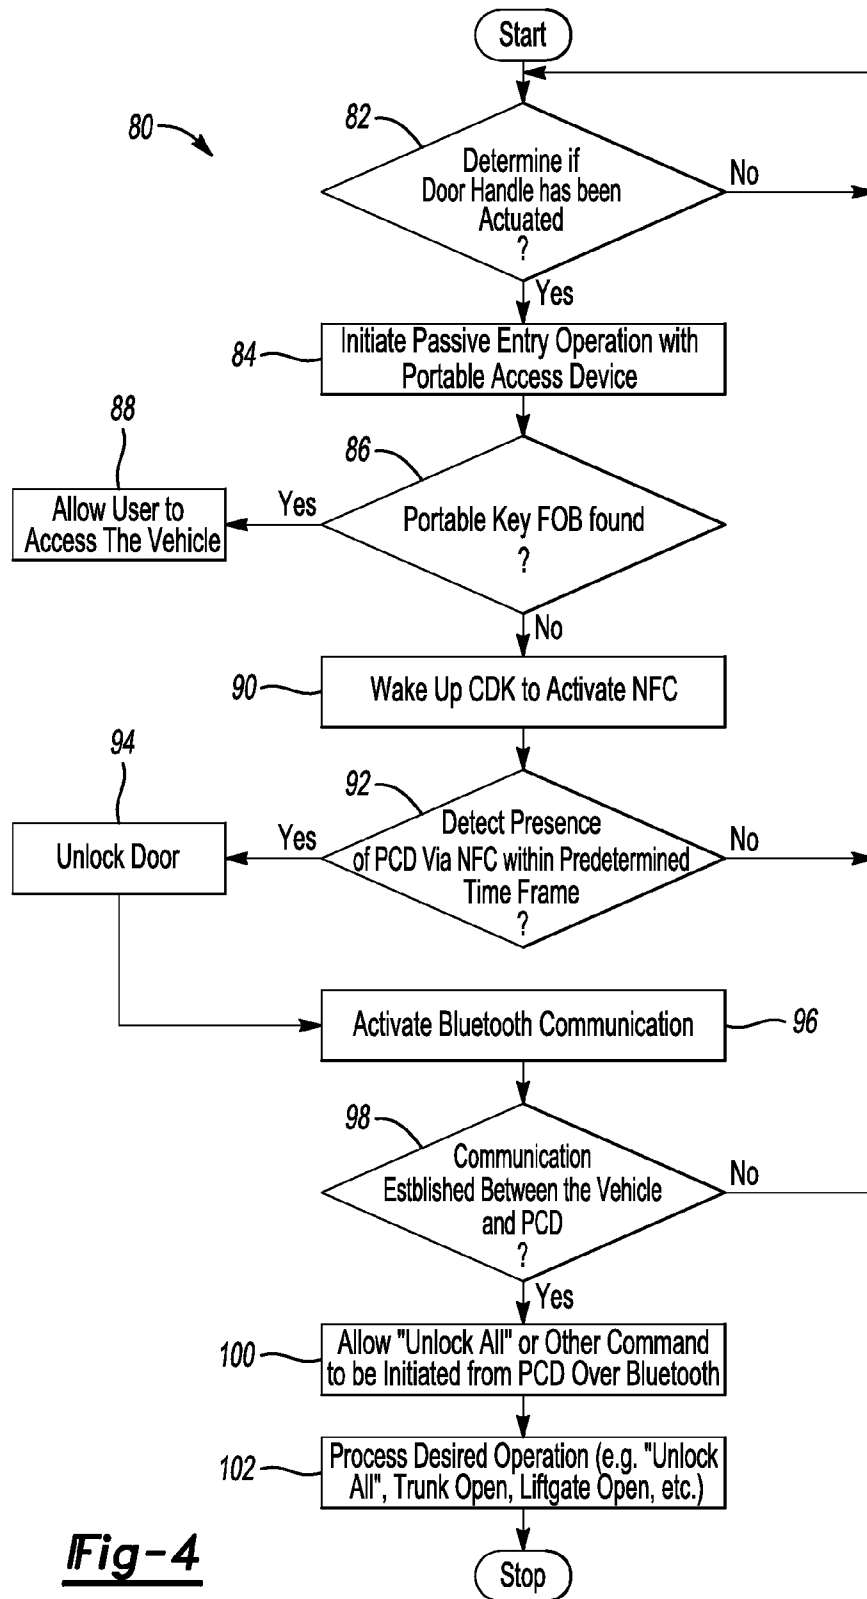 Start
80
82
Determine if
Door Handle has been
Actuated
?
No
Yes
84
Initiate Passive Entry Operation with
Portable Access Device
88
86
Allow User to
Access The Vehicle
Yes
Portable Key FOB found
?
No
90
Wake Up CDK to Activate NFC
94
92
Unlock Door
Yes
Detect Presence
of PCD Via NFC within Predetermined
Time Frame
?
No
Activate Bluetooth Communication
96
98
Communication
Estblished Between the Vehicle
and PCD
?
No
Yes
100
Allow "Unlock All" or Other Command
to be Initiated from PCD Over Bluetooth
102
Process Desired Operation (e.g. "Unlock
All", Trunk Open, Liftgate Open, etc.)
Fig-4
Stop